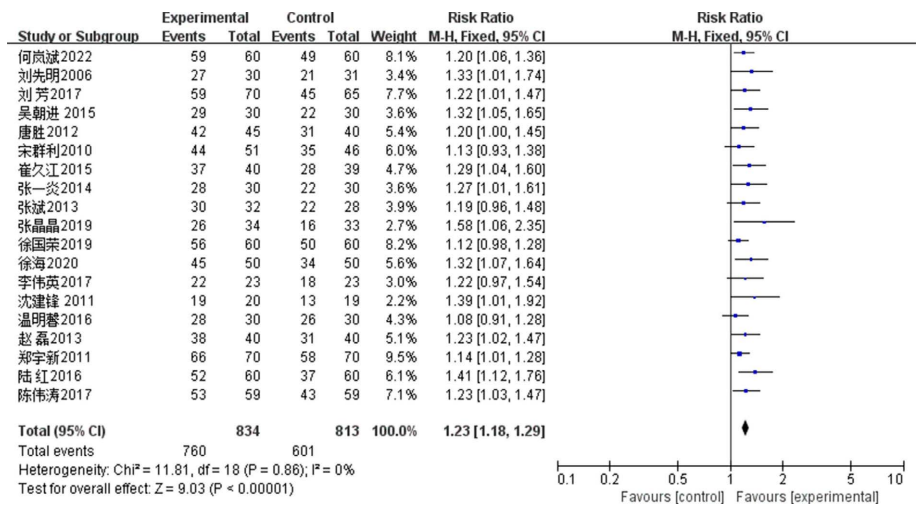 Experimental Control Risk Ratio Risk Ratio
Study or Subgroup Events Total Events Total Weight M-H, Fixed, 95% CI M-H, Fixed, 95% CI
何岚斌2022 59 60 49 60 8.1% 1.20 [1.06, 1.36]
刘先明2006 27 30 21 31 3.4% 1.33 [1.01, 1.74]
刘 芳2017 59 70 45 65 7.7% 1.22 [1.01, 1.47]
吴朝进 2015 29 30 22 30 3.6% 1.32 [1.05, 1.65]
唐胜2012 42 45 31 40 5.4% 1.20 [1.00, 1.45]
宋群利2010 44 51 35 46 6.1% 1.13 [0.93, 1.38]
崔久江2015 37 40 28 39 4.7% 1.29 [1.04, 1.60]
张一炎2014 28 30 22 30 3.6% 1.27 [1.01, 1.61]
张斌2013 30 32 22 28 3.9% 1.19 [0.96, 1.48]
张晶晶2019 26 34 16 33 2.7% 1.58 [1.06, 2.35]
徐国荣2019 56 60 50 60 8.2% 1.12 [0.98, 1.28]
徐海2020 45 50 34 50 5.6% 1.32 [1.07, 1.64]
李伟英2017 22 23 18 23 3.0% 1.22 [0.97, 1.54]
沈建锋 2011 19 20 13 19 2.2% 1.39 [1.01, 1.92]
温明馨2016 28 30 26 30 4.3% 1.08 [0.91, 1.28]
赵 磊2013 38 40 31 40 5.1% 1.23 [1.02, 1.47]
郑宇新2011 66 70 58 70 9.5% 1.14 [1.01, 1.28]
陆 红2016 52 60 37 60 6.1% 1.41 [1.12, 1.76]
陈伟涛2017 53 59 43 59 7.1% 1.23 [1.03, 1.47]
Total (95% CI) 834 813 100.0% 1.23 [1.18, 1.29]
Total events 760 601
Heterogeneity: Chi² = 11.81, df = 18 (P = 0.86); I² = 0%
Test for overall effect: Z = 9.03 (P < 0.00001)
0.1 0.2 0.5 1 2 5 10
Favours [control] Favours [experimental]